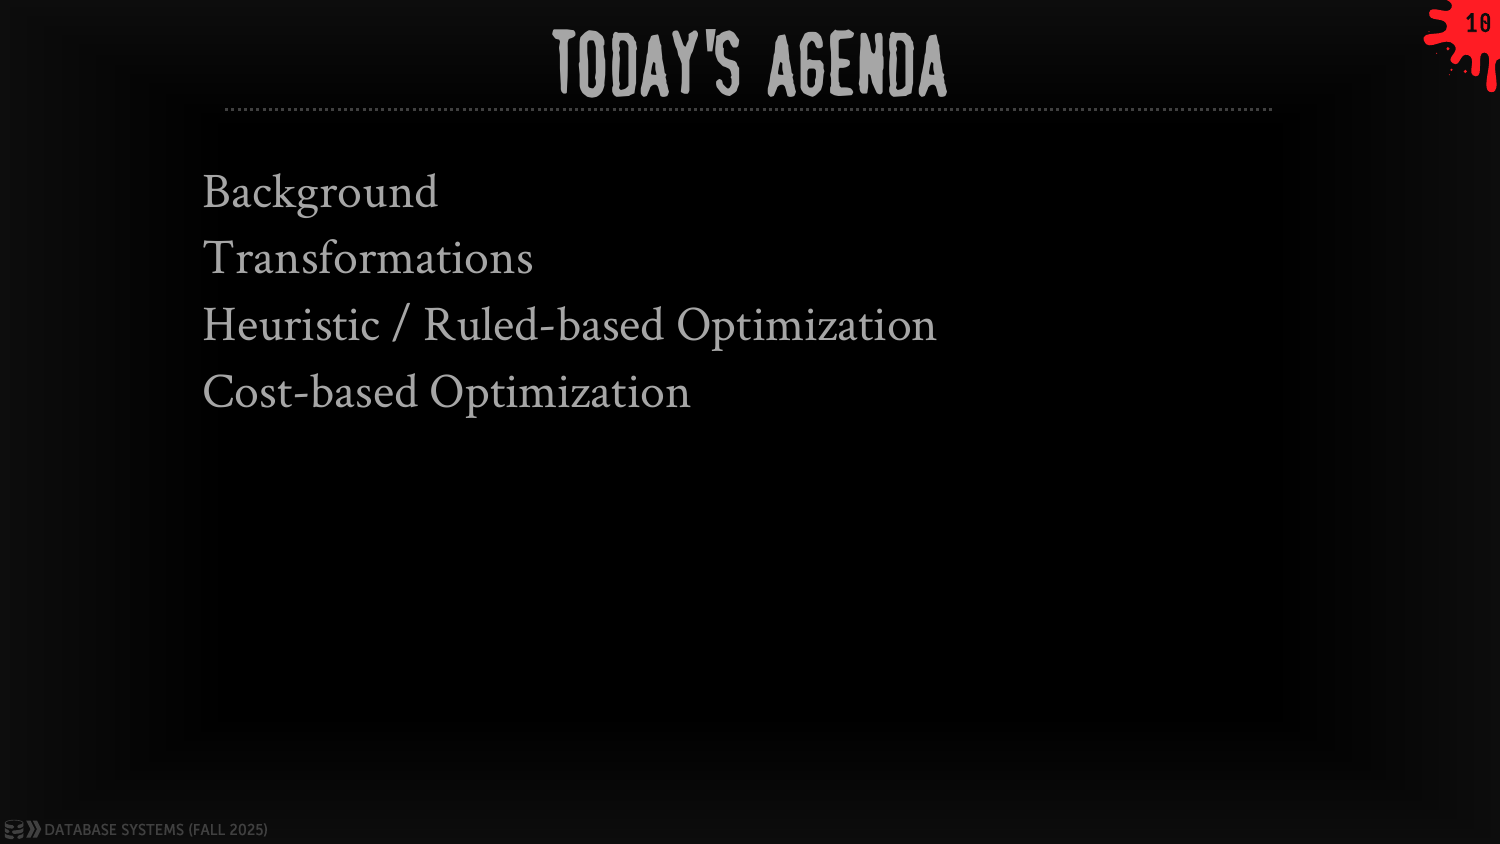 TODAY'S AGENDA
10
Background
Transformations
Heuristic / Ruled-based Optimization
Cost-based Optimization
DATABASE SYSTEMS (FALL 2025)